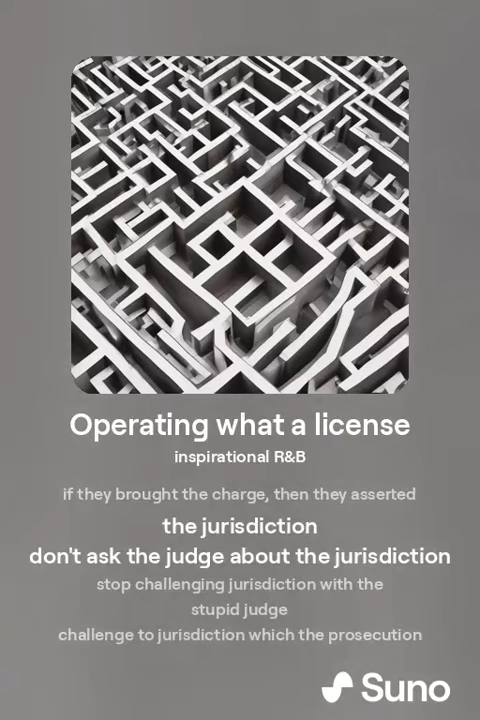 Operating what a license
inspirational R&B
if they brought the charge, then they asserted
the jurisdiction
don't ask the judge about the jurisdiction
stop challenging jurisdiction with the
stupid judge
challenge to jurisdiction which the prosecution
Suno